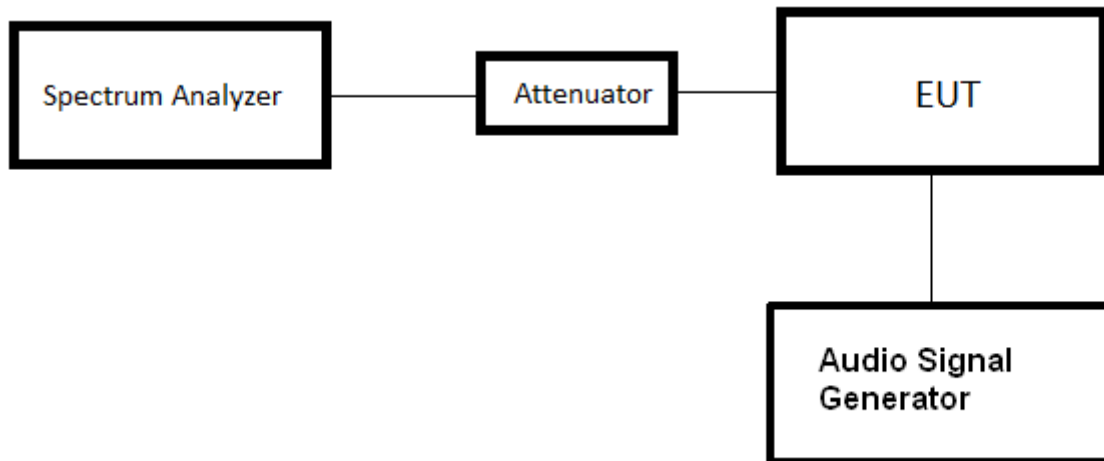 Spectrum Analyzer
Attenuator
EUT
Audio Signal
Generator